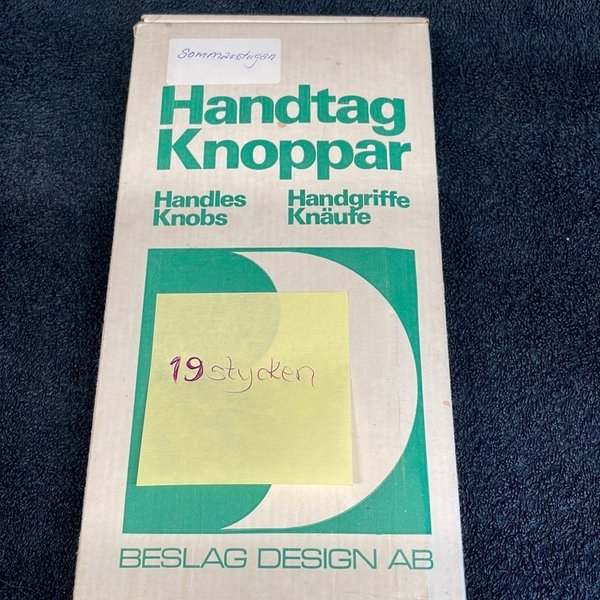 Sommarstugan
Handtag
Knoppar
Handles
Knobs
Handgriffe
Knäufe
19 stycken
BESLAG DESIGN AB